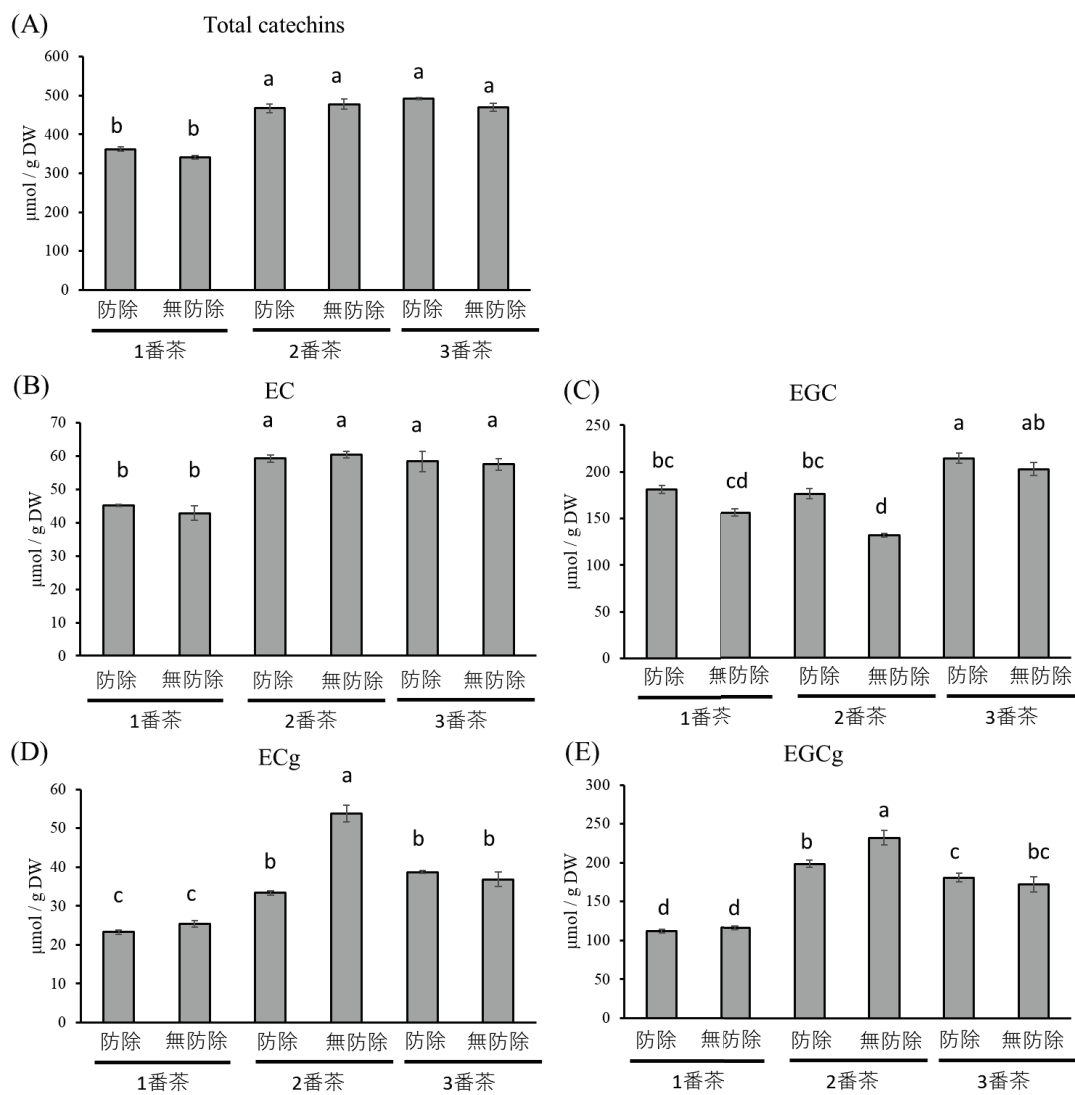 (A)
Total catechins
µmol / g DW
600
500
400
300
200
100
0
b
b
a
a
a
a
防除
無防除
防除
無防除
防除
無防除
1番茶
2番茶
3番茶
(B)
EC
µmol / g DW
70
60
50
40
30
20
10
0
b
b
a
a
a
a
防除
無防除
防除
無防除
防除
無防除
1番茶
2番茶
3番茶
(C)
EGC
µmol / g DW
250
200
150
100
50
0
bc
cd
bc
d
a
ab
防除
無防除
防除
無防除
防除
無防除
1番茶
2番茶
3番茶
(D)
ECg
µmol / g DW
60
50
40
30
20
10
0
c
c
b
a
b
b
防除
無防除
防除
無防除
防除
無防除
1番茶
2番茶
3番茶
(E)
EGCg
µmol / g DW
300
250
200
150
100
50
0
d
d
b
a
c
bc
防除
無防除
防除
無防除
防除
無防除
1番茶
2番茶
3番茶